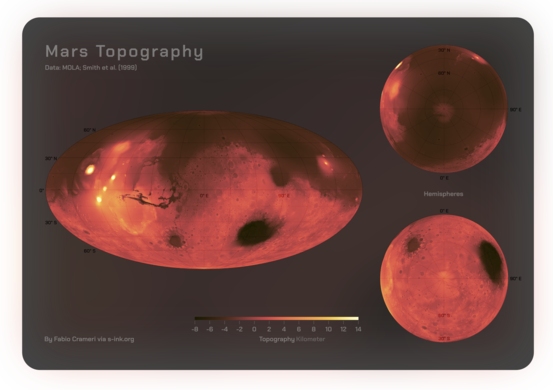 Mars Topography
Data: MOLA; Smith et al. (1999)
Hemispheres
-8 -6 -4 -2 0 2 4 6 8 10 12 14
By Fabio Crameri via s-ink.org
Topography Kilometer